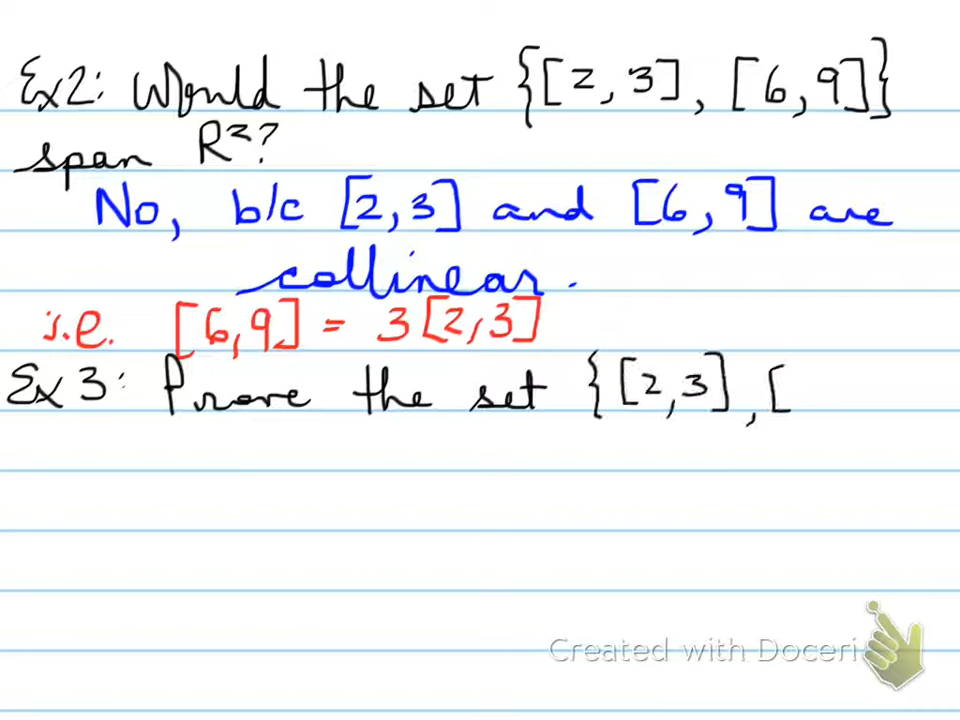 Ex2: Would the set {[2,3], [6,9]}
span R²?
No, b/c [2,3] and [6,9] are
collinear.
i.e. [6,9] = 3[2,3]
Ex 3: Prove the set {[2,3], [
Created with Doceri